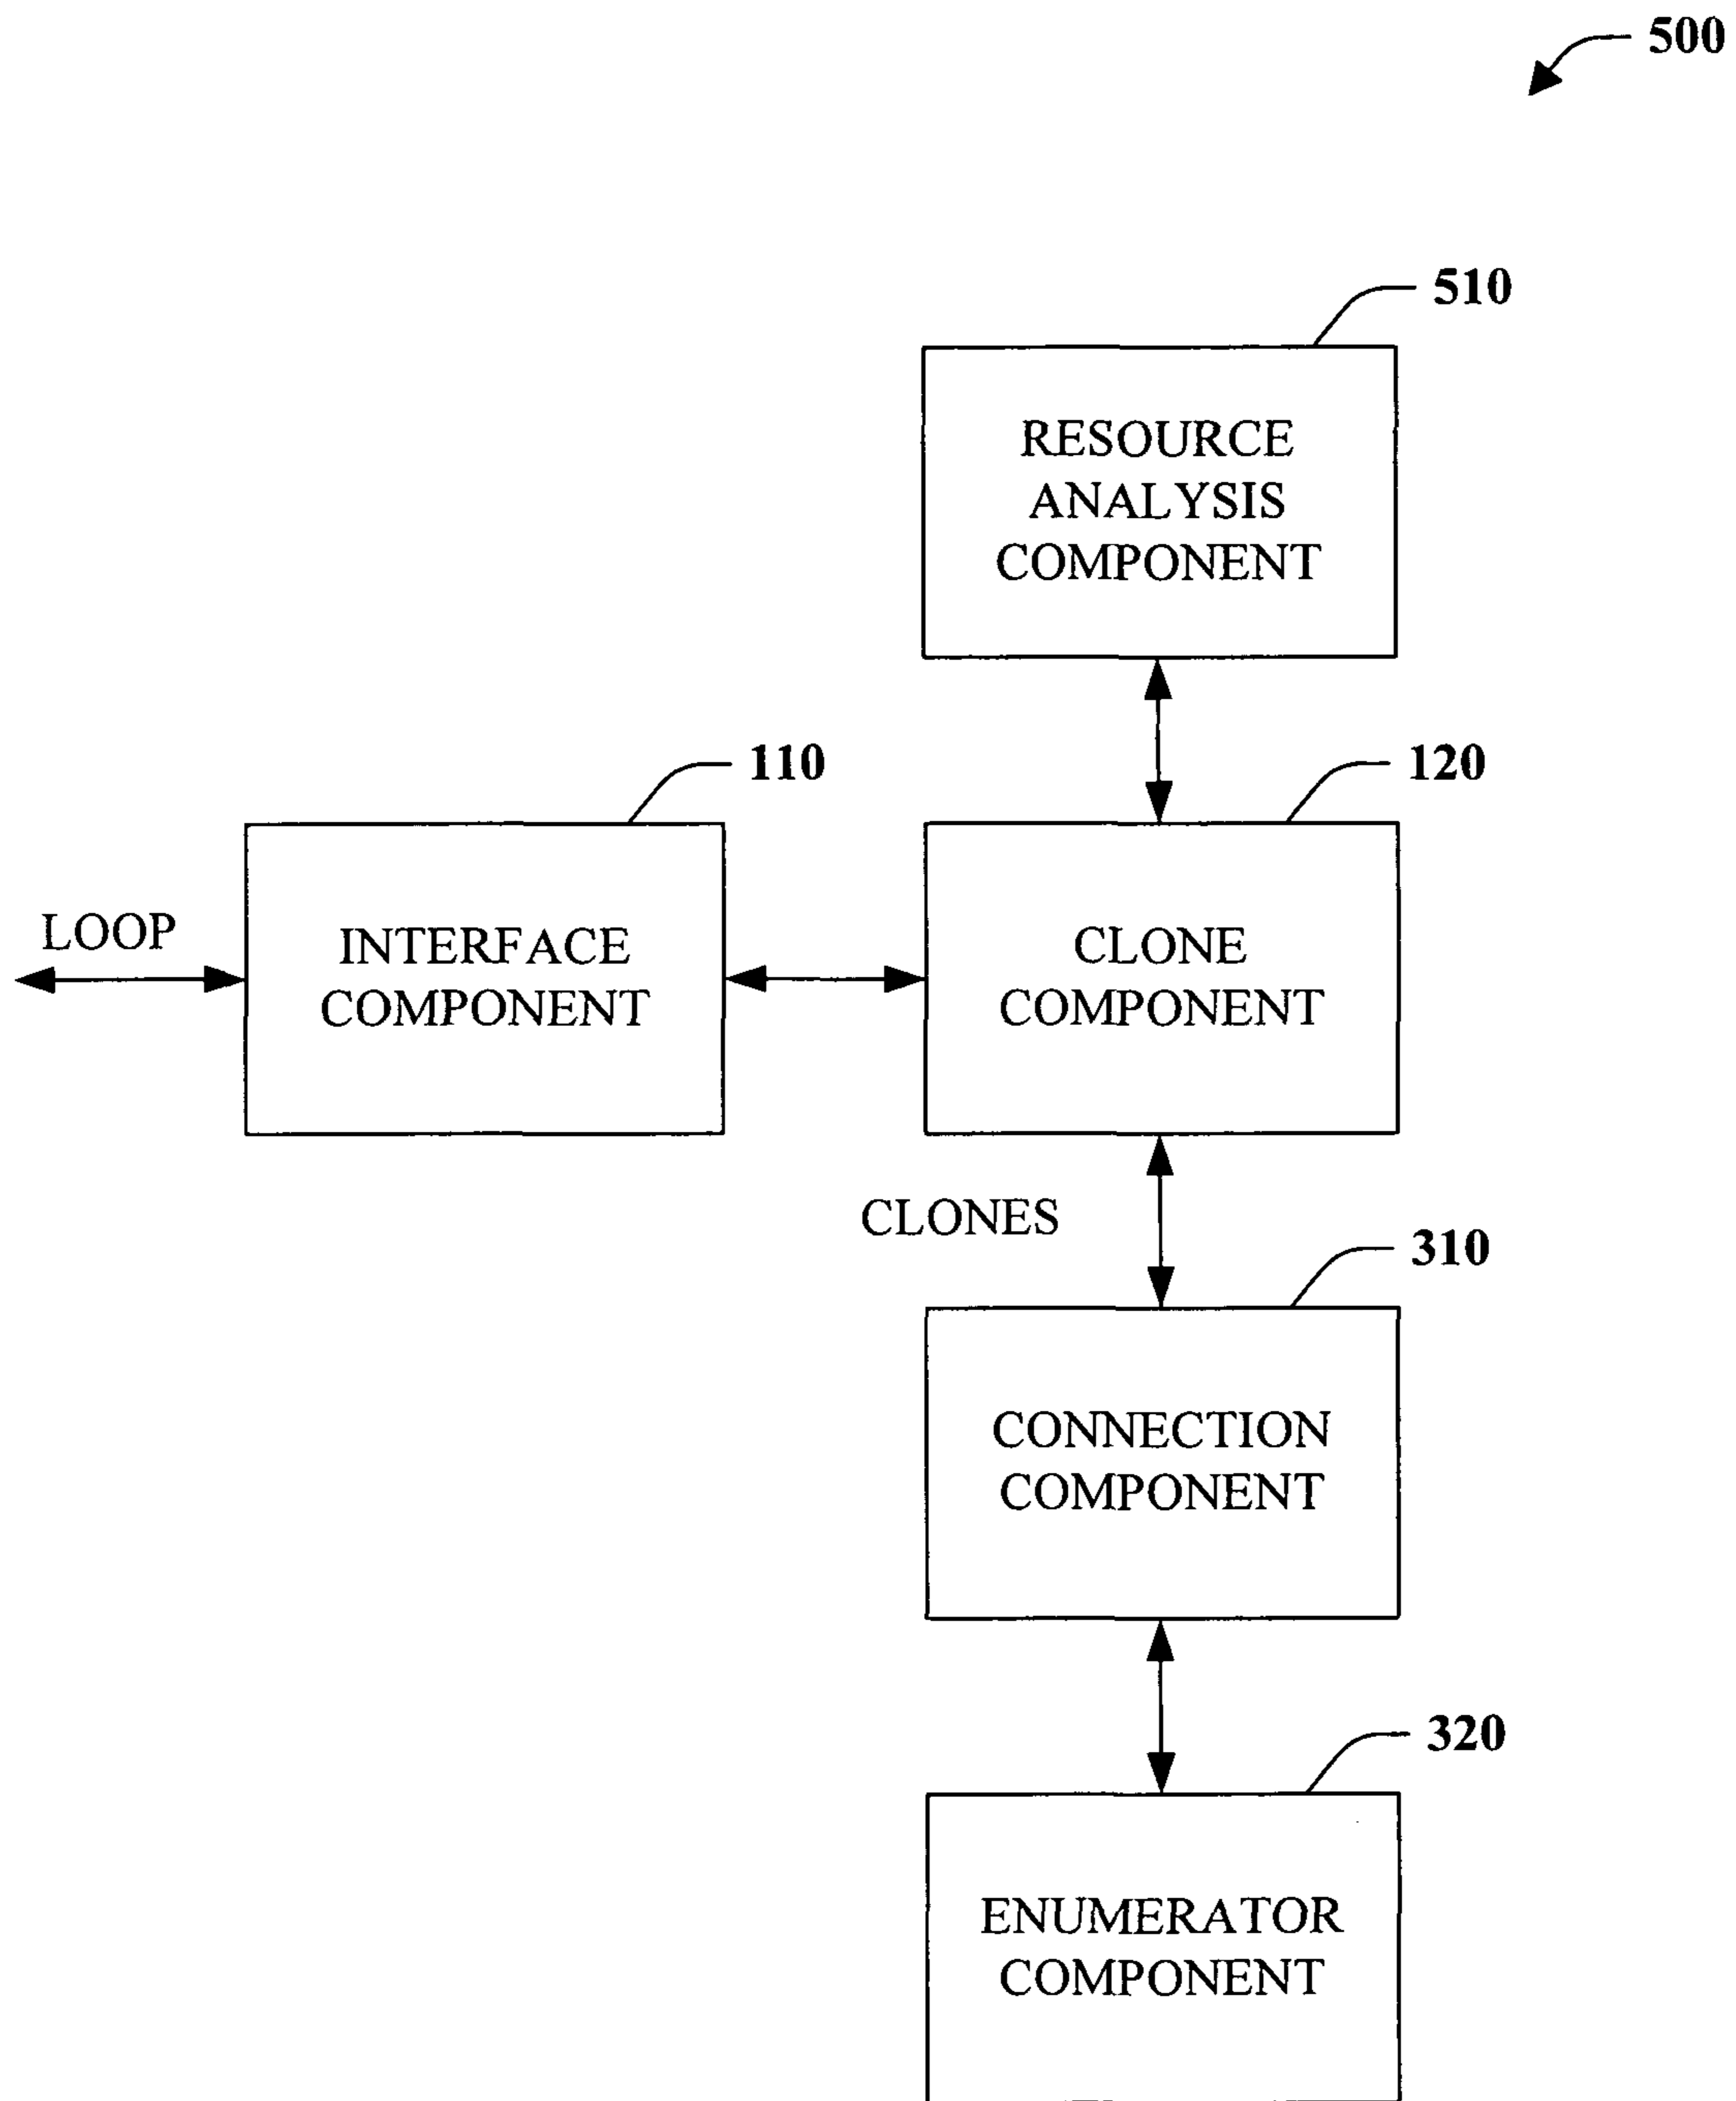 500
510
RESOURCE
ANALYSIS
COMPONENT
110
120
LOOP
INTERFACE
COMPONENT
CLONE
COMPONENT
CLONES
310
CONNECTION
COMPONENT
320
ENUMERATOR
COMPONENT